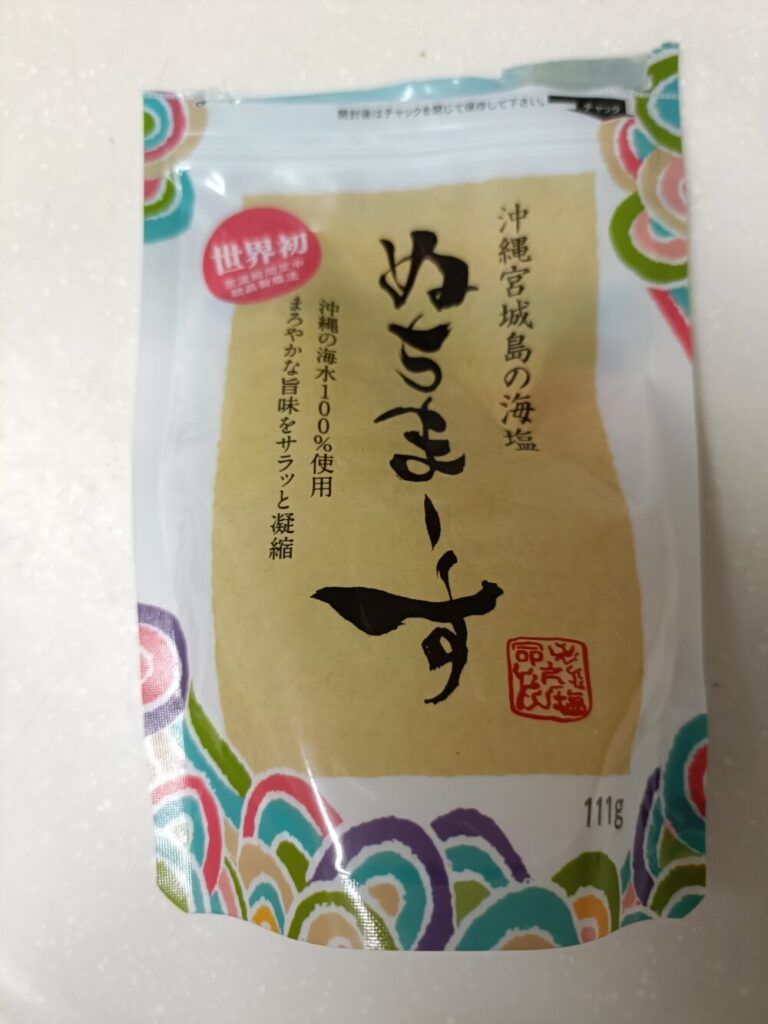 開封後はチャックを閉じて保存して下さい。
チャック
沖縄宮城島の海塩
ぬちまーす
世界初
沖縄の海水100%使用
まろやかな旨味をサラッと凝縮
111g